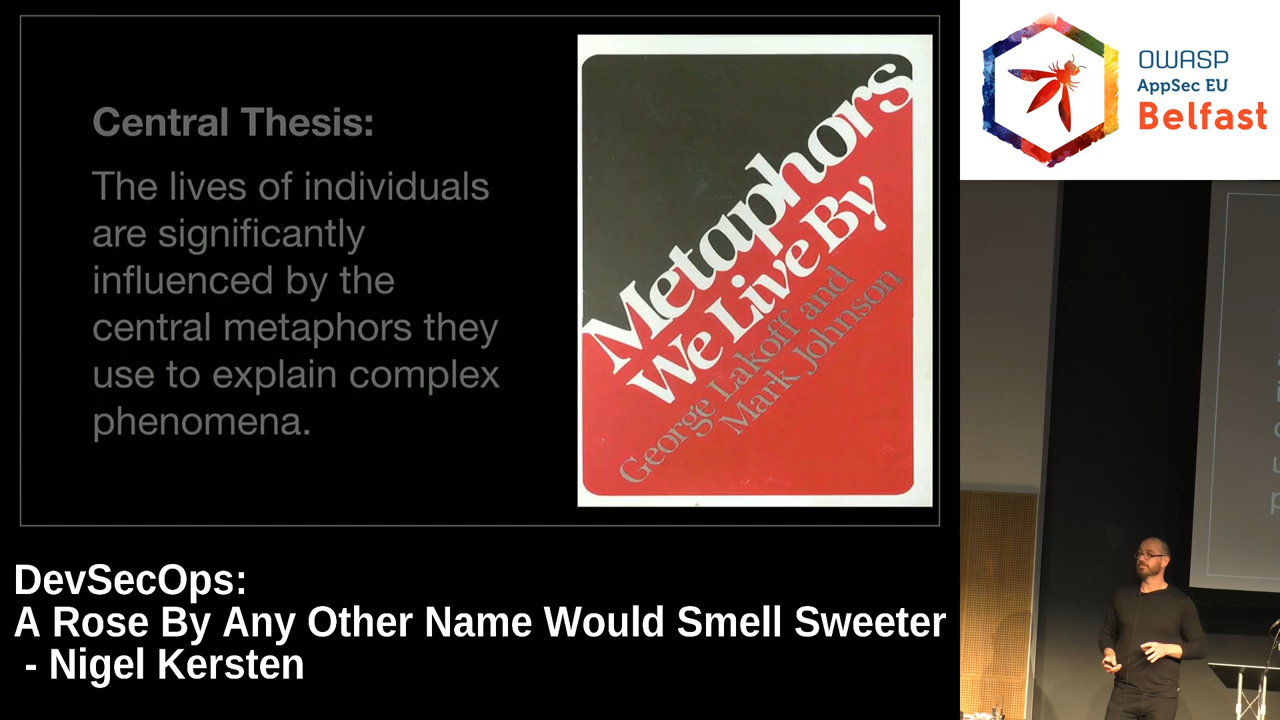 Central Thesis:
The lives of individuals
are significantly
influenced by the
central metaphors they
use to explain complex
phenomena.
Metaphors
We Live By
George Lakoff and
Mark Johnson
OWASP
AppSec EU
Belfast
DevSecOps:
A Rose By Any Other Name Would Smell Sweeter
- Nigel Kersten